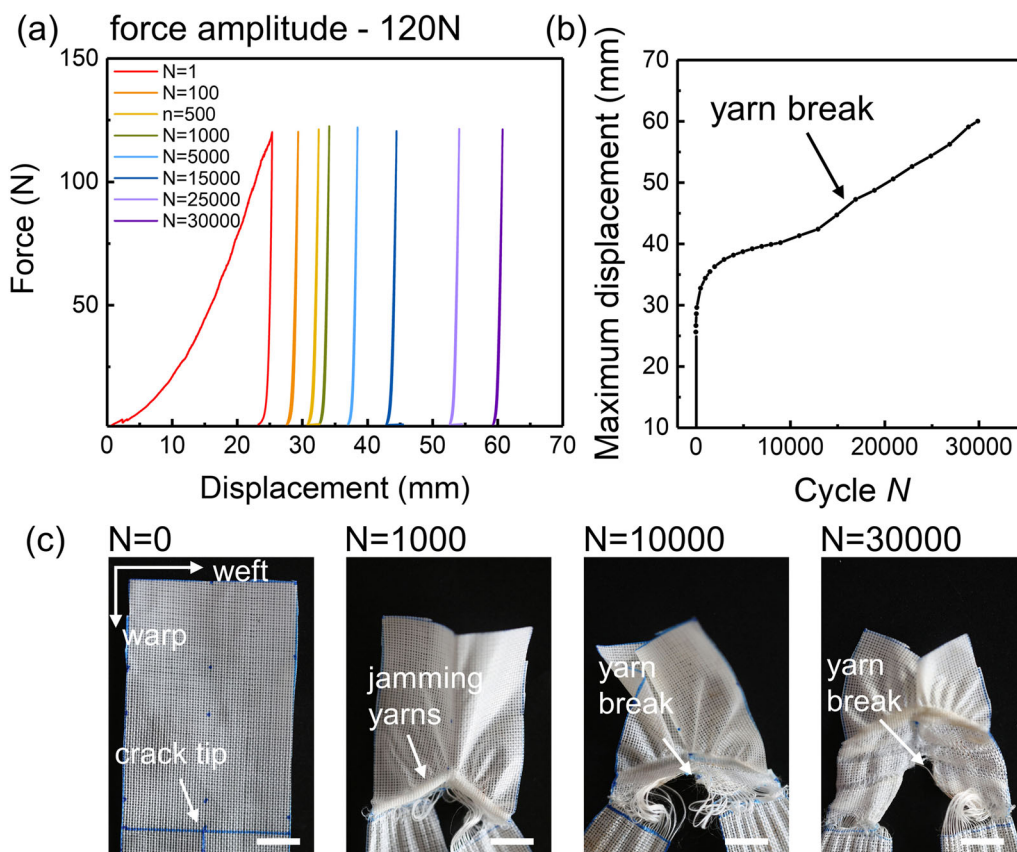 (a) force amplitude - 120N
150
100
50
0
10
20
30
40
50
60
70
Force (N)
Displacement (mm)
N=1
N=100
n=500
N=1000
N=5000
N=15000
N=25000
N=30000
(b)
Maximum displacement (mm)
70
60
50
40
30
20
10
0
10000
20000
30000
Cycle N
yarn break
(c)
N=0
weft
warp
crack tip
N=1000
jamming
yarns
N=10000
yarn
break
N=30000
yarn
break